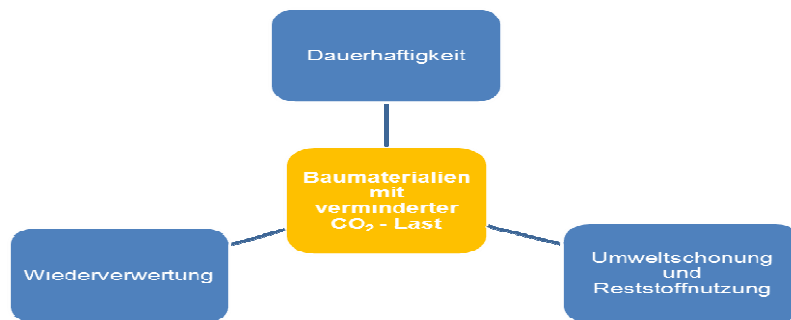 Dauerhaftigkeit
Baumaterialien
mit
verminderter
CO₂ - Last
Wiederverwertung
Umweltschonung
und
Reststoffnutzung